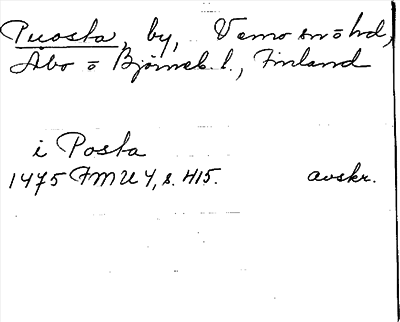 Puosta, by, Vemo sn o hd,
Åbo o Björneb. l., Finland
i Posta
1475 FMU 4, s. 415. avskr.